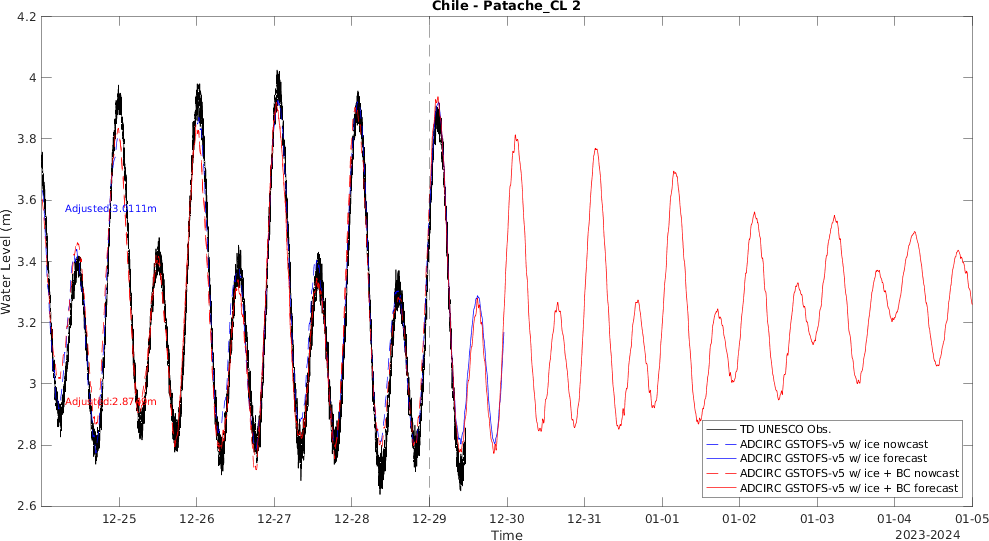 Chile - Patache_CL 2
Water Level (m)
4.2
4
3.8
3.6
3.4
3.2
3
2.8
2.6
Adjusted:3.0111m
TD UNESCO Obs.
ADCIRC GSTOFS-v5 w/ ice nowcast
ADCIRC GSTOFS-v5 w/ ice forecast
ADCIRC GSTOFS-v5 w/ ice + BC nowcast
ADCIRC GSTOFS-v5 w/ ice + BC forecast
12-25
12-26
12-27
12-28
12-29
12-30
12-31
01-01
01-02
01-03
01-04
01-05
Time
2023-2024